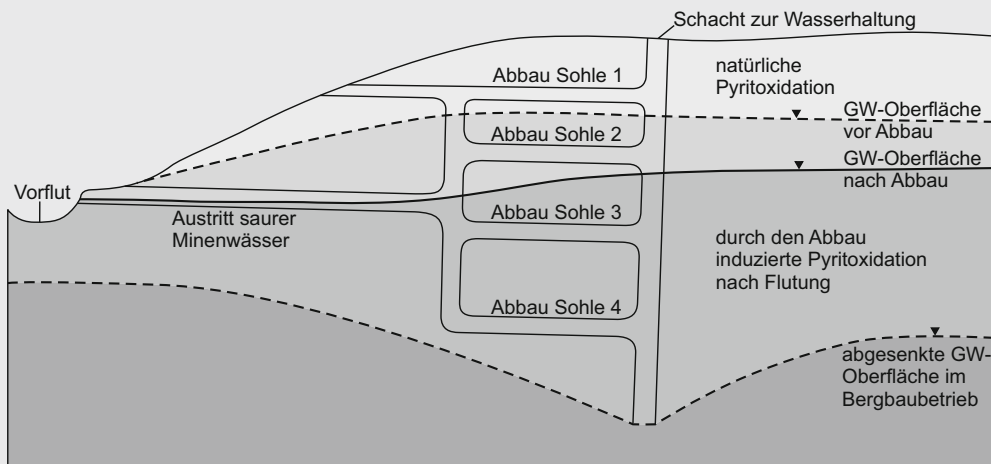 Schacht zur Wasserhaltung
Abbau Sohle 1
natürliche
Pyritoxidation
GW-Oberfläche
vor Abbau
Abbau Sohle 2
GW-Oberfläche
nach Abbau
Vorflut
Abbau Sohle 3
Austritt saurer
Minenwässer
durch den Abbau
induzierte Pyritoxidation
nach Flutung
Abbau Sohle 4
abgesenkte GW-
Oberfläche im
Bergbaubetrieb